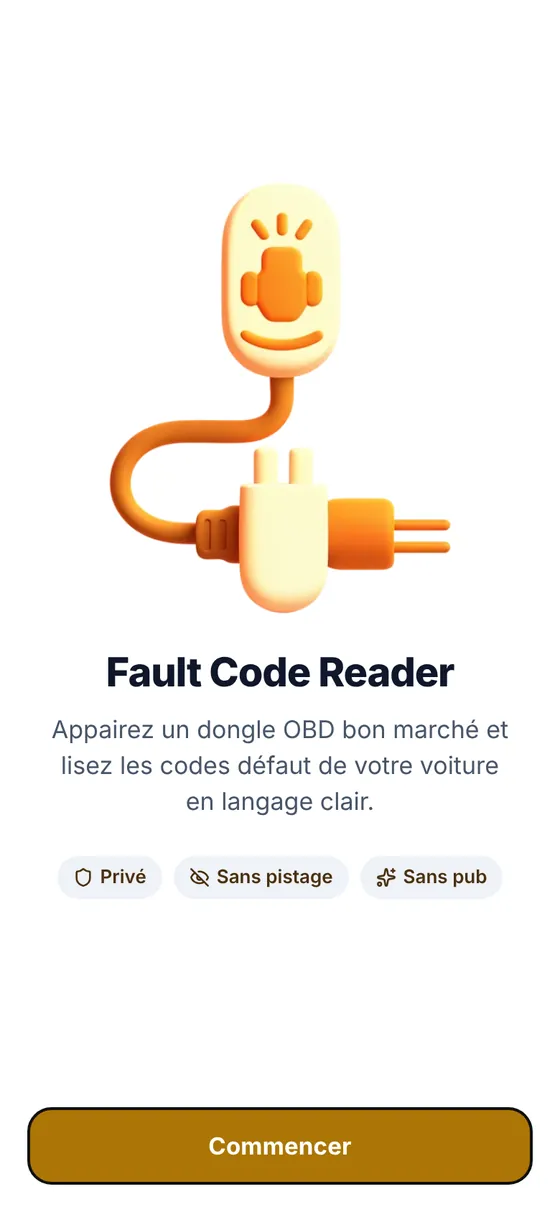 Fault Code Reader
Appairez un dongle OBD bon marché et
lisez les codes défaut de votre voiture
en langage clair.
Privé
Sans pistage
Sans pub
Commencer